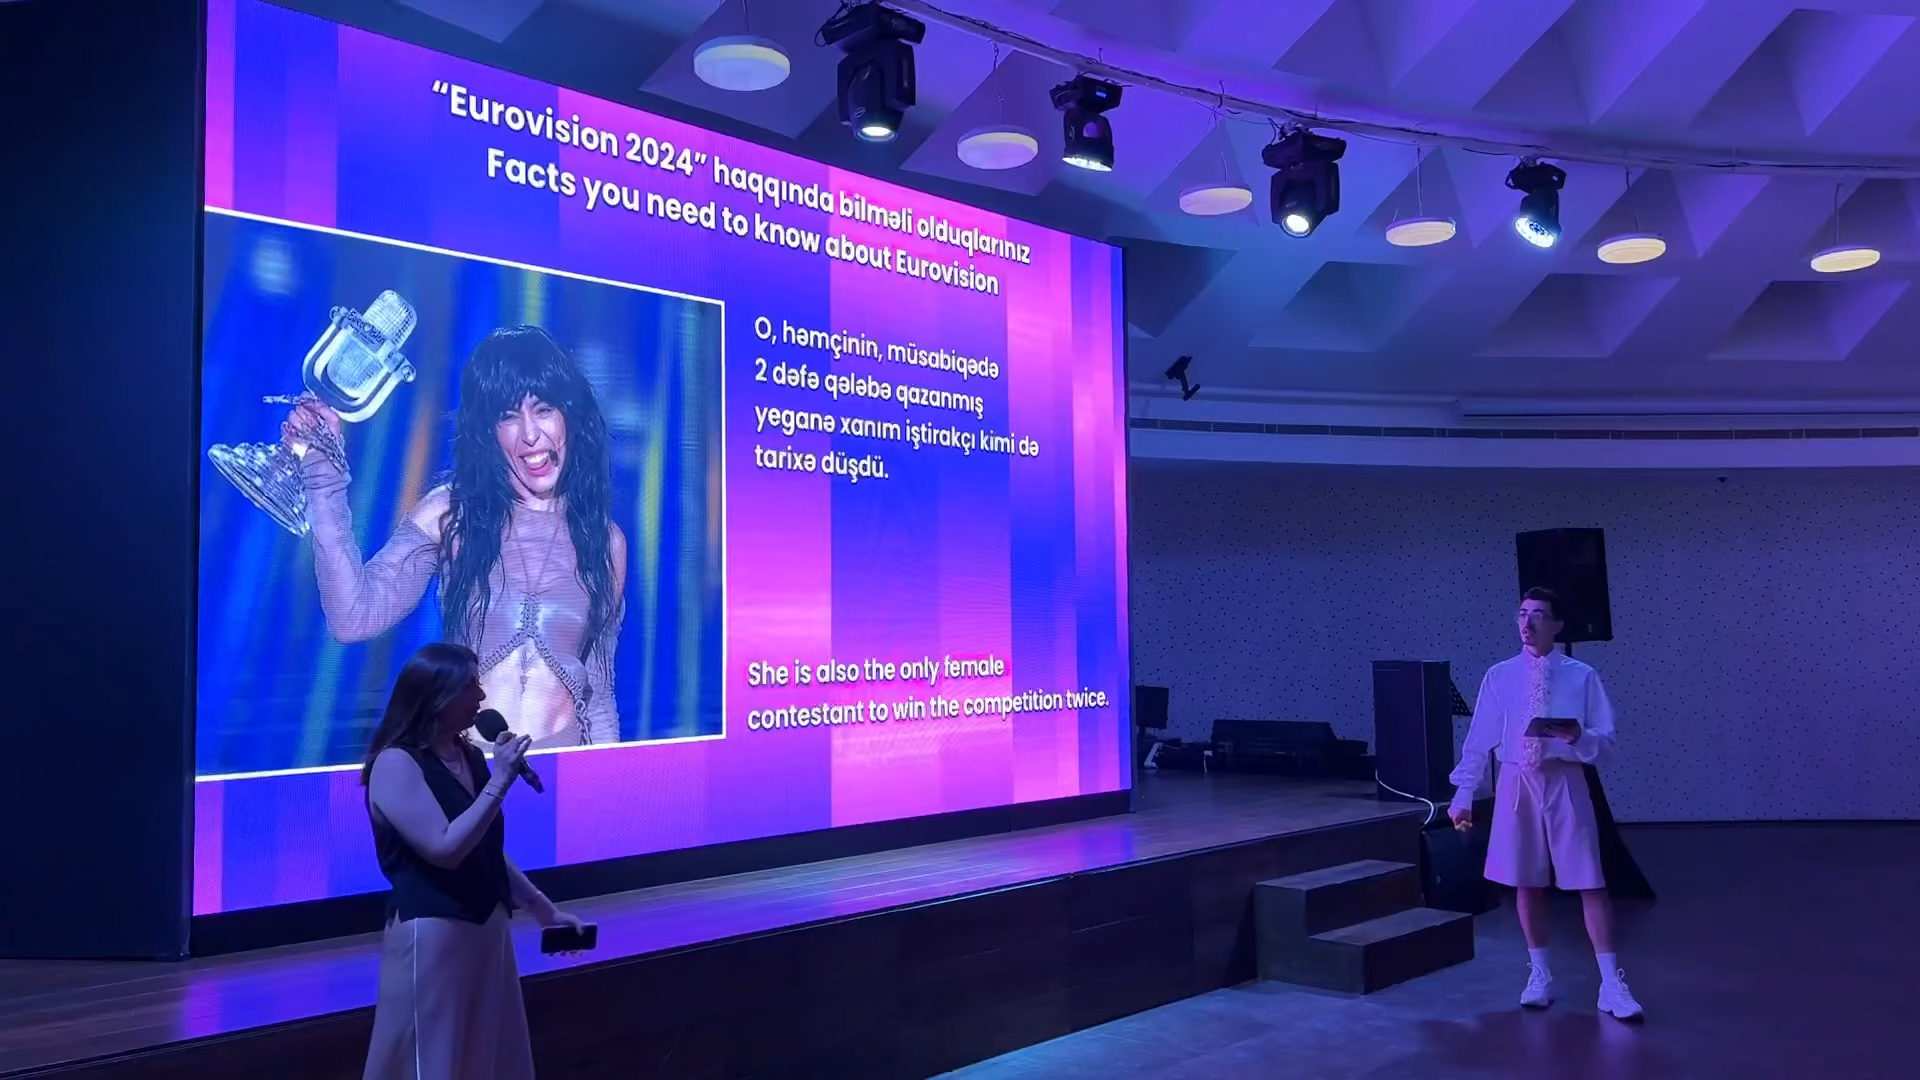 “Eurovision 2024” haqqında bilməli olduqlarınız
Facts you need to know about Eurovision
O, həmçinin, müsabiqədə
2 dəfə qələbə qazanmış
yeganə xanım iştirakçı kimi də
tarixə düşdü.
She is also the only female
contestant to win the competition twice.